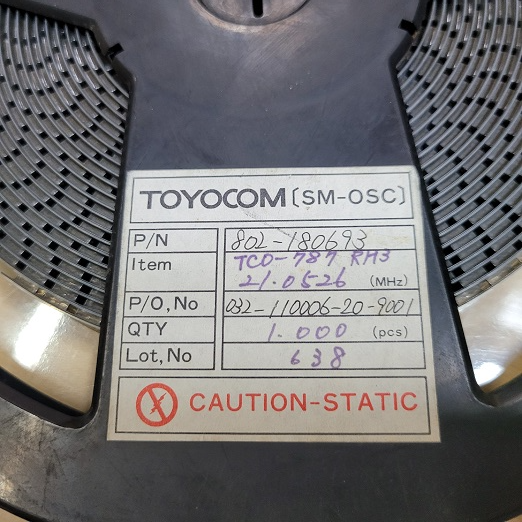 TOYOCOM [SM-OSC]
P/N 802-180693
Item TCO-787 RH3
21.0526 (MHz)
P/O, No 032-110006-20-9001
QTY 1.000 (pcs)
Lot, No 638
CAUTION-STATIC